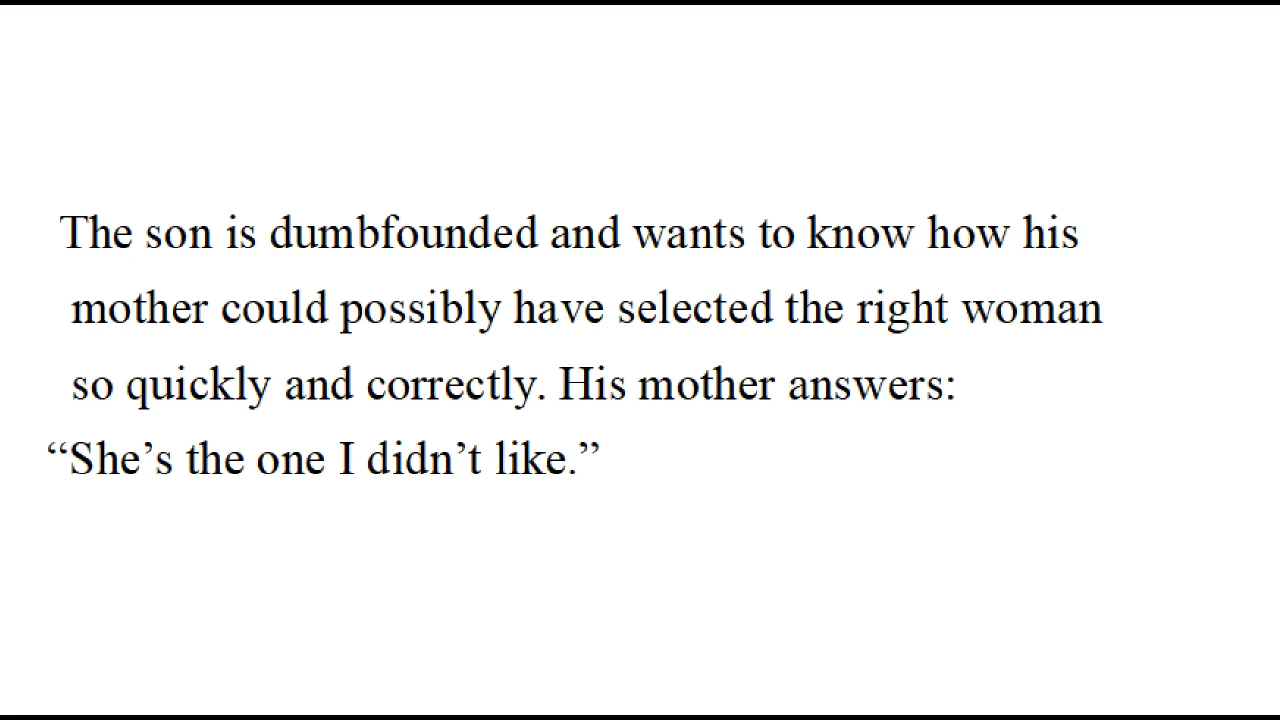 The son is dumbfounded and wants to know how his
mother could possibly have selected the right woman
so quickly and correctly. His mother answers:
“She’s the one I didn’t like.”